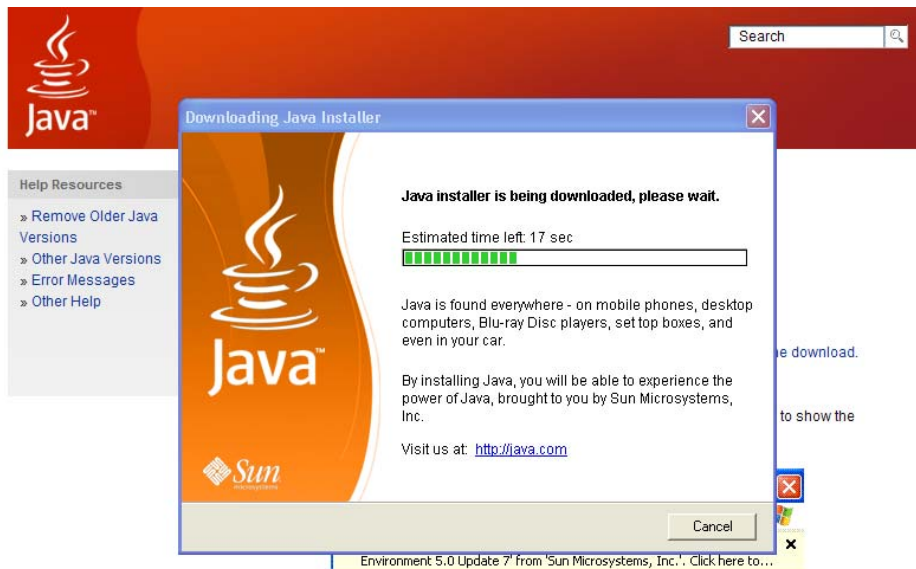 Search
Java™
Downloading Java Installer
Help Resources
» Remove Older Java
Versions
» Other Java Versions
» Error Messages
» Other Help
Java installer is being downloaded, please wait.
Estimated time left: 17 sec
Java is found everywhere - on mobile phones, desktop
computers, Blu-ray Disc players, set top boxes, and
even in your car.
By installing Java, you will be able to experience the
power of Java, brought to you by Sun Microsystems,
Inc.
Visit us at: http://java.com
Java™
Sun
microsystems
Cancel
download.
to show the
Environment 5.0 Update 7' from 'Sun Microsystems, Inc.'. Click here to...